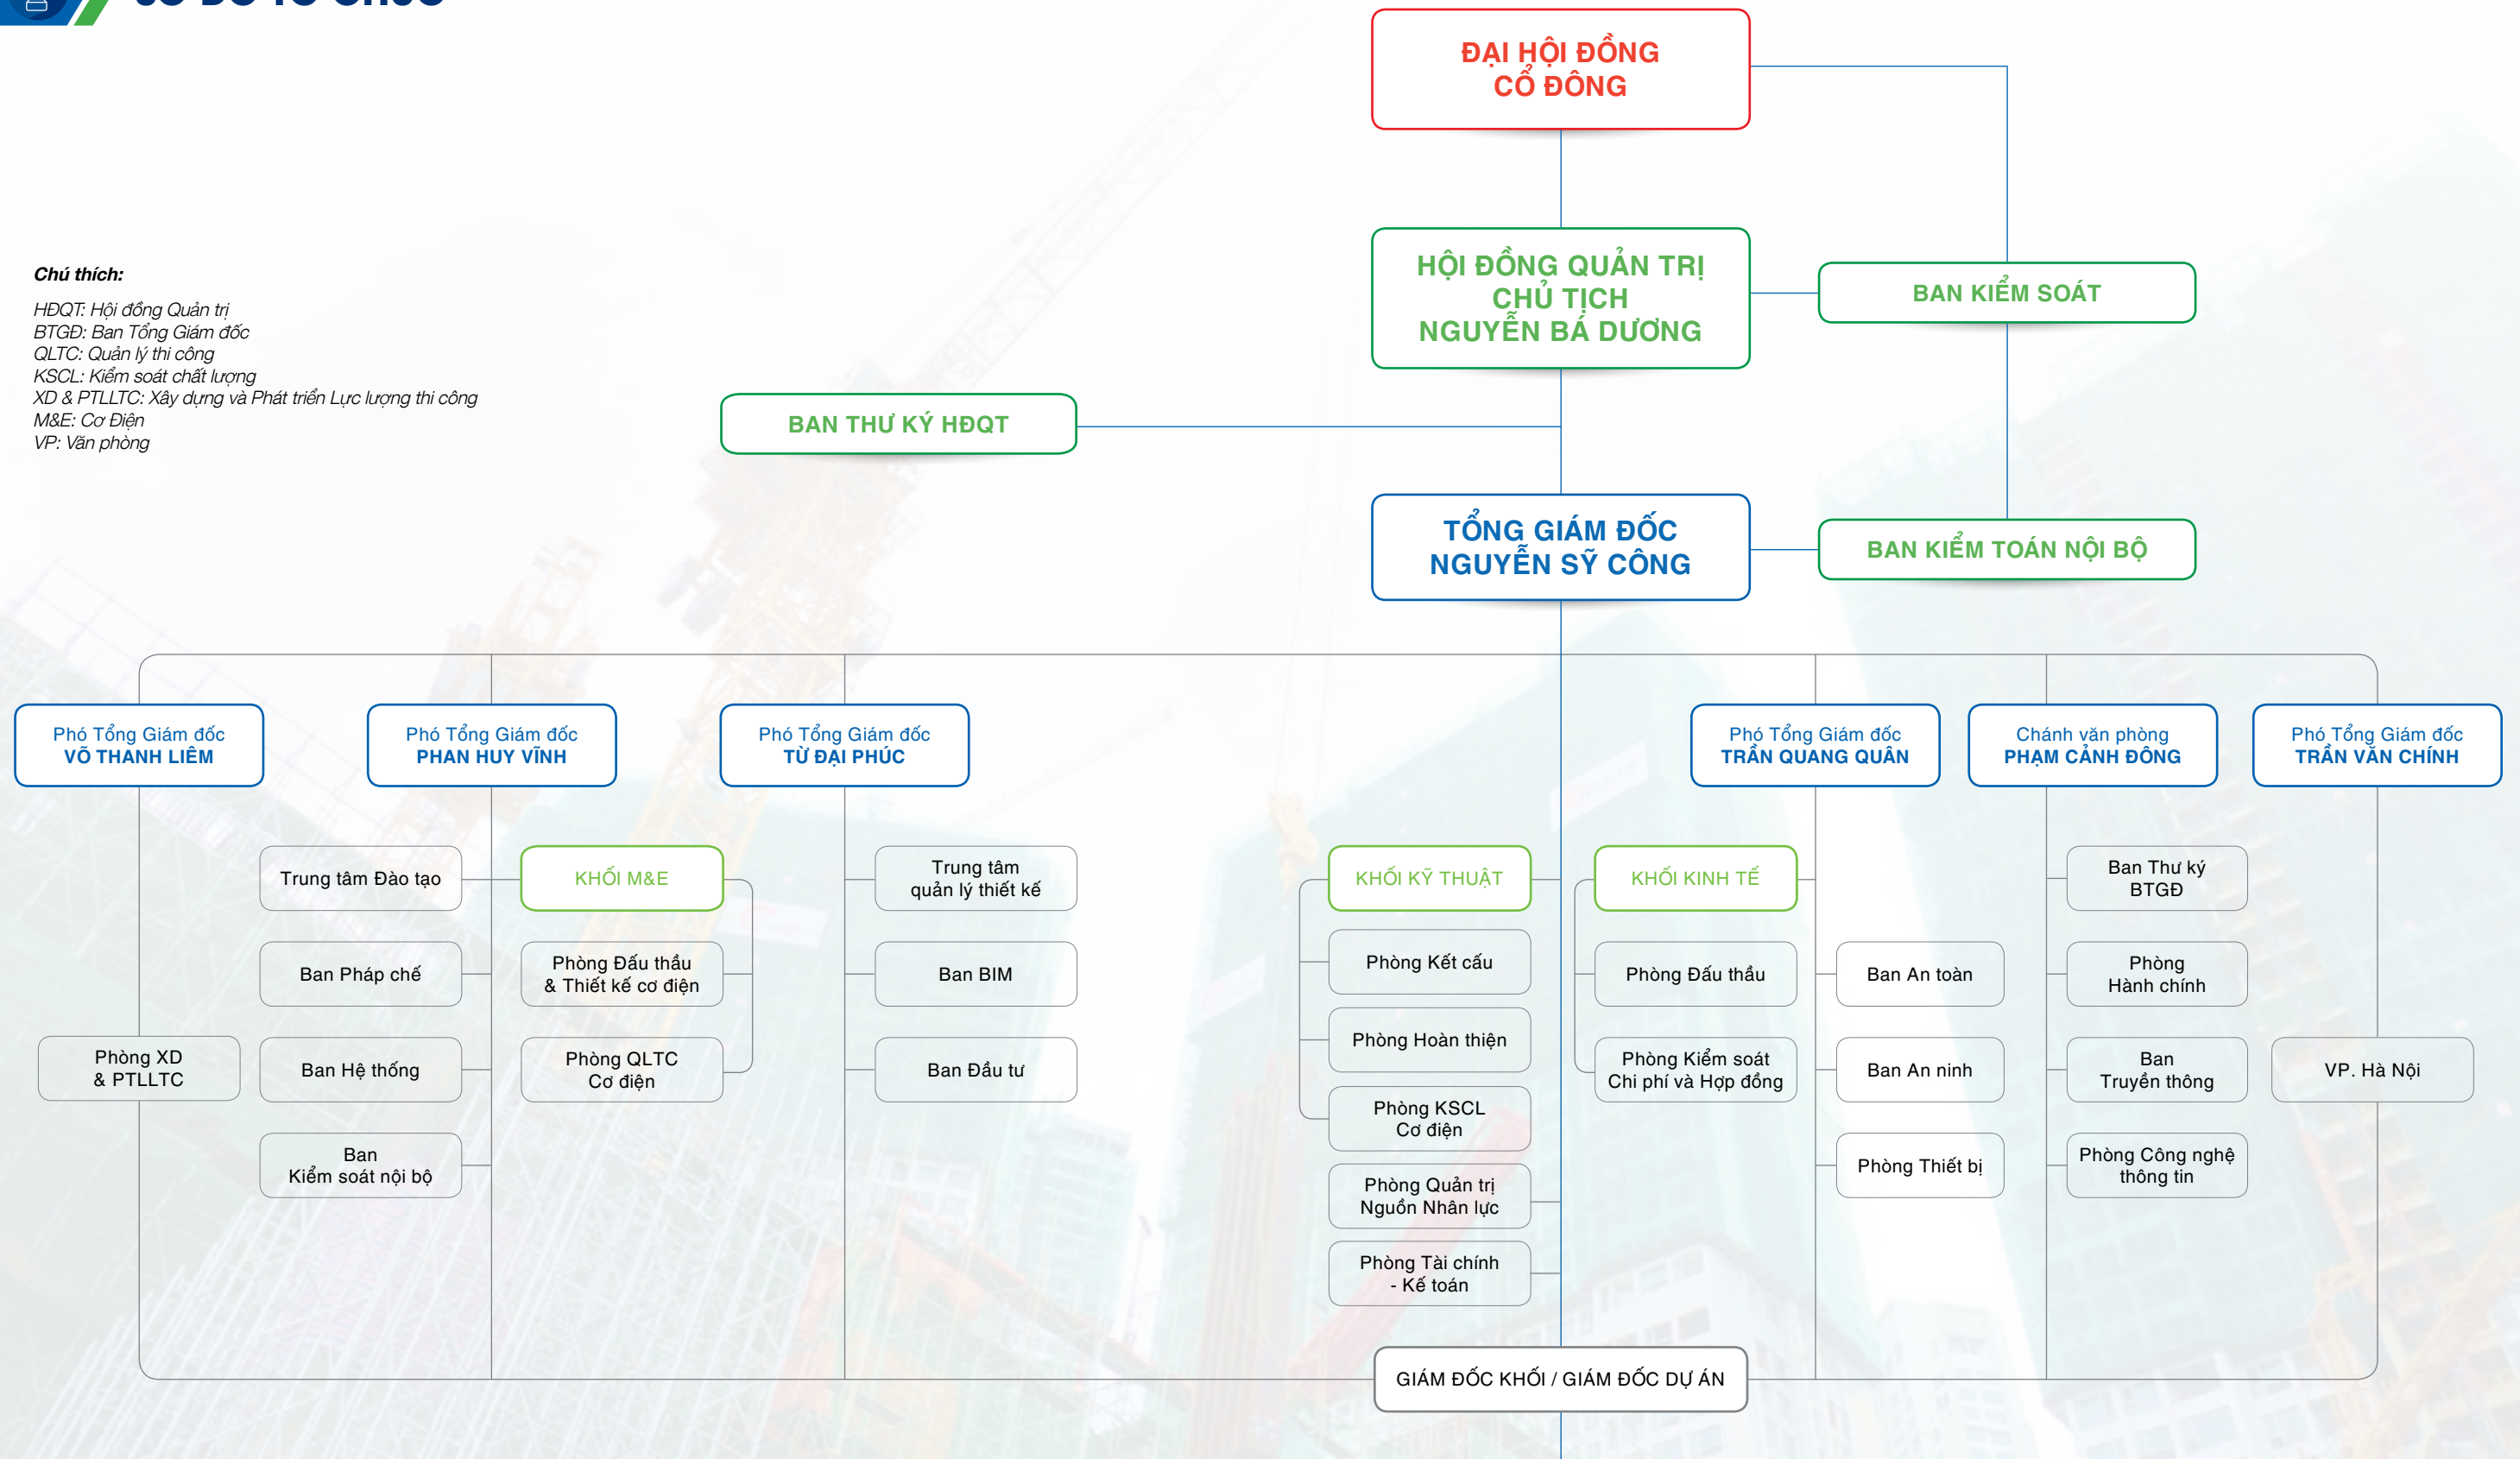 SƠ ĐỒ TỔ CHỨC
ĐẠI HỘI ĐỒNG
CỔ ĐÔNG
HỘI ĐỒNG QUẢN TRỊ
CHỦ TỊCH
NGUYỄN BÁ DƯƠNG
BAN KIỂM SOÁT
Chú thích:
HĐQT: Hội đồng Quản trị
BTGĐ: Ban Tổng Giám đốc
QLTC: Quản lý thi công
KSCL: Kiểm soát chất lượng
XD & PTLLTC: Xây dựng và Phát triển Lực lượng thi công
M&E: Cơ Điện
VP: Văn phòng
BAN THƯ KÝ HĐQT
TỔNG GIÁM ĐỐC
NGUYỄN SỸ CÔNG
BAN KIỂM TOÁN NỘI BỘ
Phó Tổng Giám đốc
VÕ THANH LIÊM
Phó Tổng Giám đốc
PHAN HUY VĨNH
Phó Tổng Giám đốc
TỪ ĐẠI PHÚC
Phó Tổng Giám đốc
TRẦN QUANG QUÂN
Chánh văn phòng
PHẠM CẢNH ĐÔNG
Phó Tổng Giám đốc
TRẦN VĂN CHÍNH
Phòng XD
& PTLLTC
Trung tâm Đào tạo
Ban Pháp chế
Ban Hệ thống
Ban
Kiểm soát nội bộ
KHỐI M&E
Phòng Đấu thầu
& Thiết kế cơ điện
Phòng QLTC
Cơ điện
Trung tâm
quản lý thiết kế
Ban BIM
Ban Đầu tư
KHỐI KỸ THUẬT
Phòng Kết cấu
Phòng Hoàn thiện
Phòng KSCL
Cơ điện
Phòng Quản trị
Nguồn Nhân lực
Phòng Tài chính
- Kế toán
KHỐI KINH TẾ
Phòng Đấu thầu
Phòng Kiểm soát
Chi phí và Hợp đồng
Ban An toàn
Ban An ninh
Phòng Thiết bị
Ban Thư ký
BTGĐ
Phòng
Hành chính
Ban
Truyền thông
Phòng Công nghệ
thông tin
VP. Hà Nội
GIÁM ĐỐC KHỐI / GIÁM ĐỐC DỰ ÁN